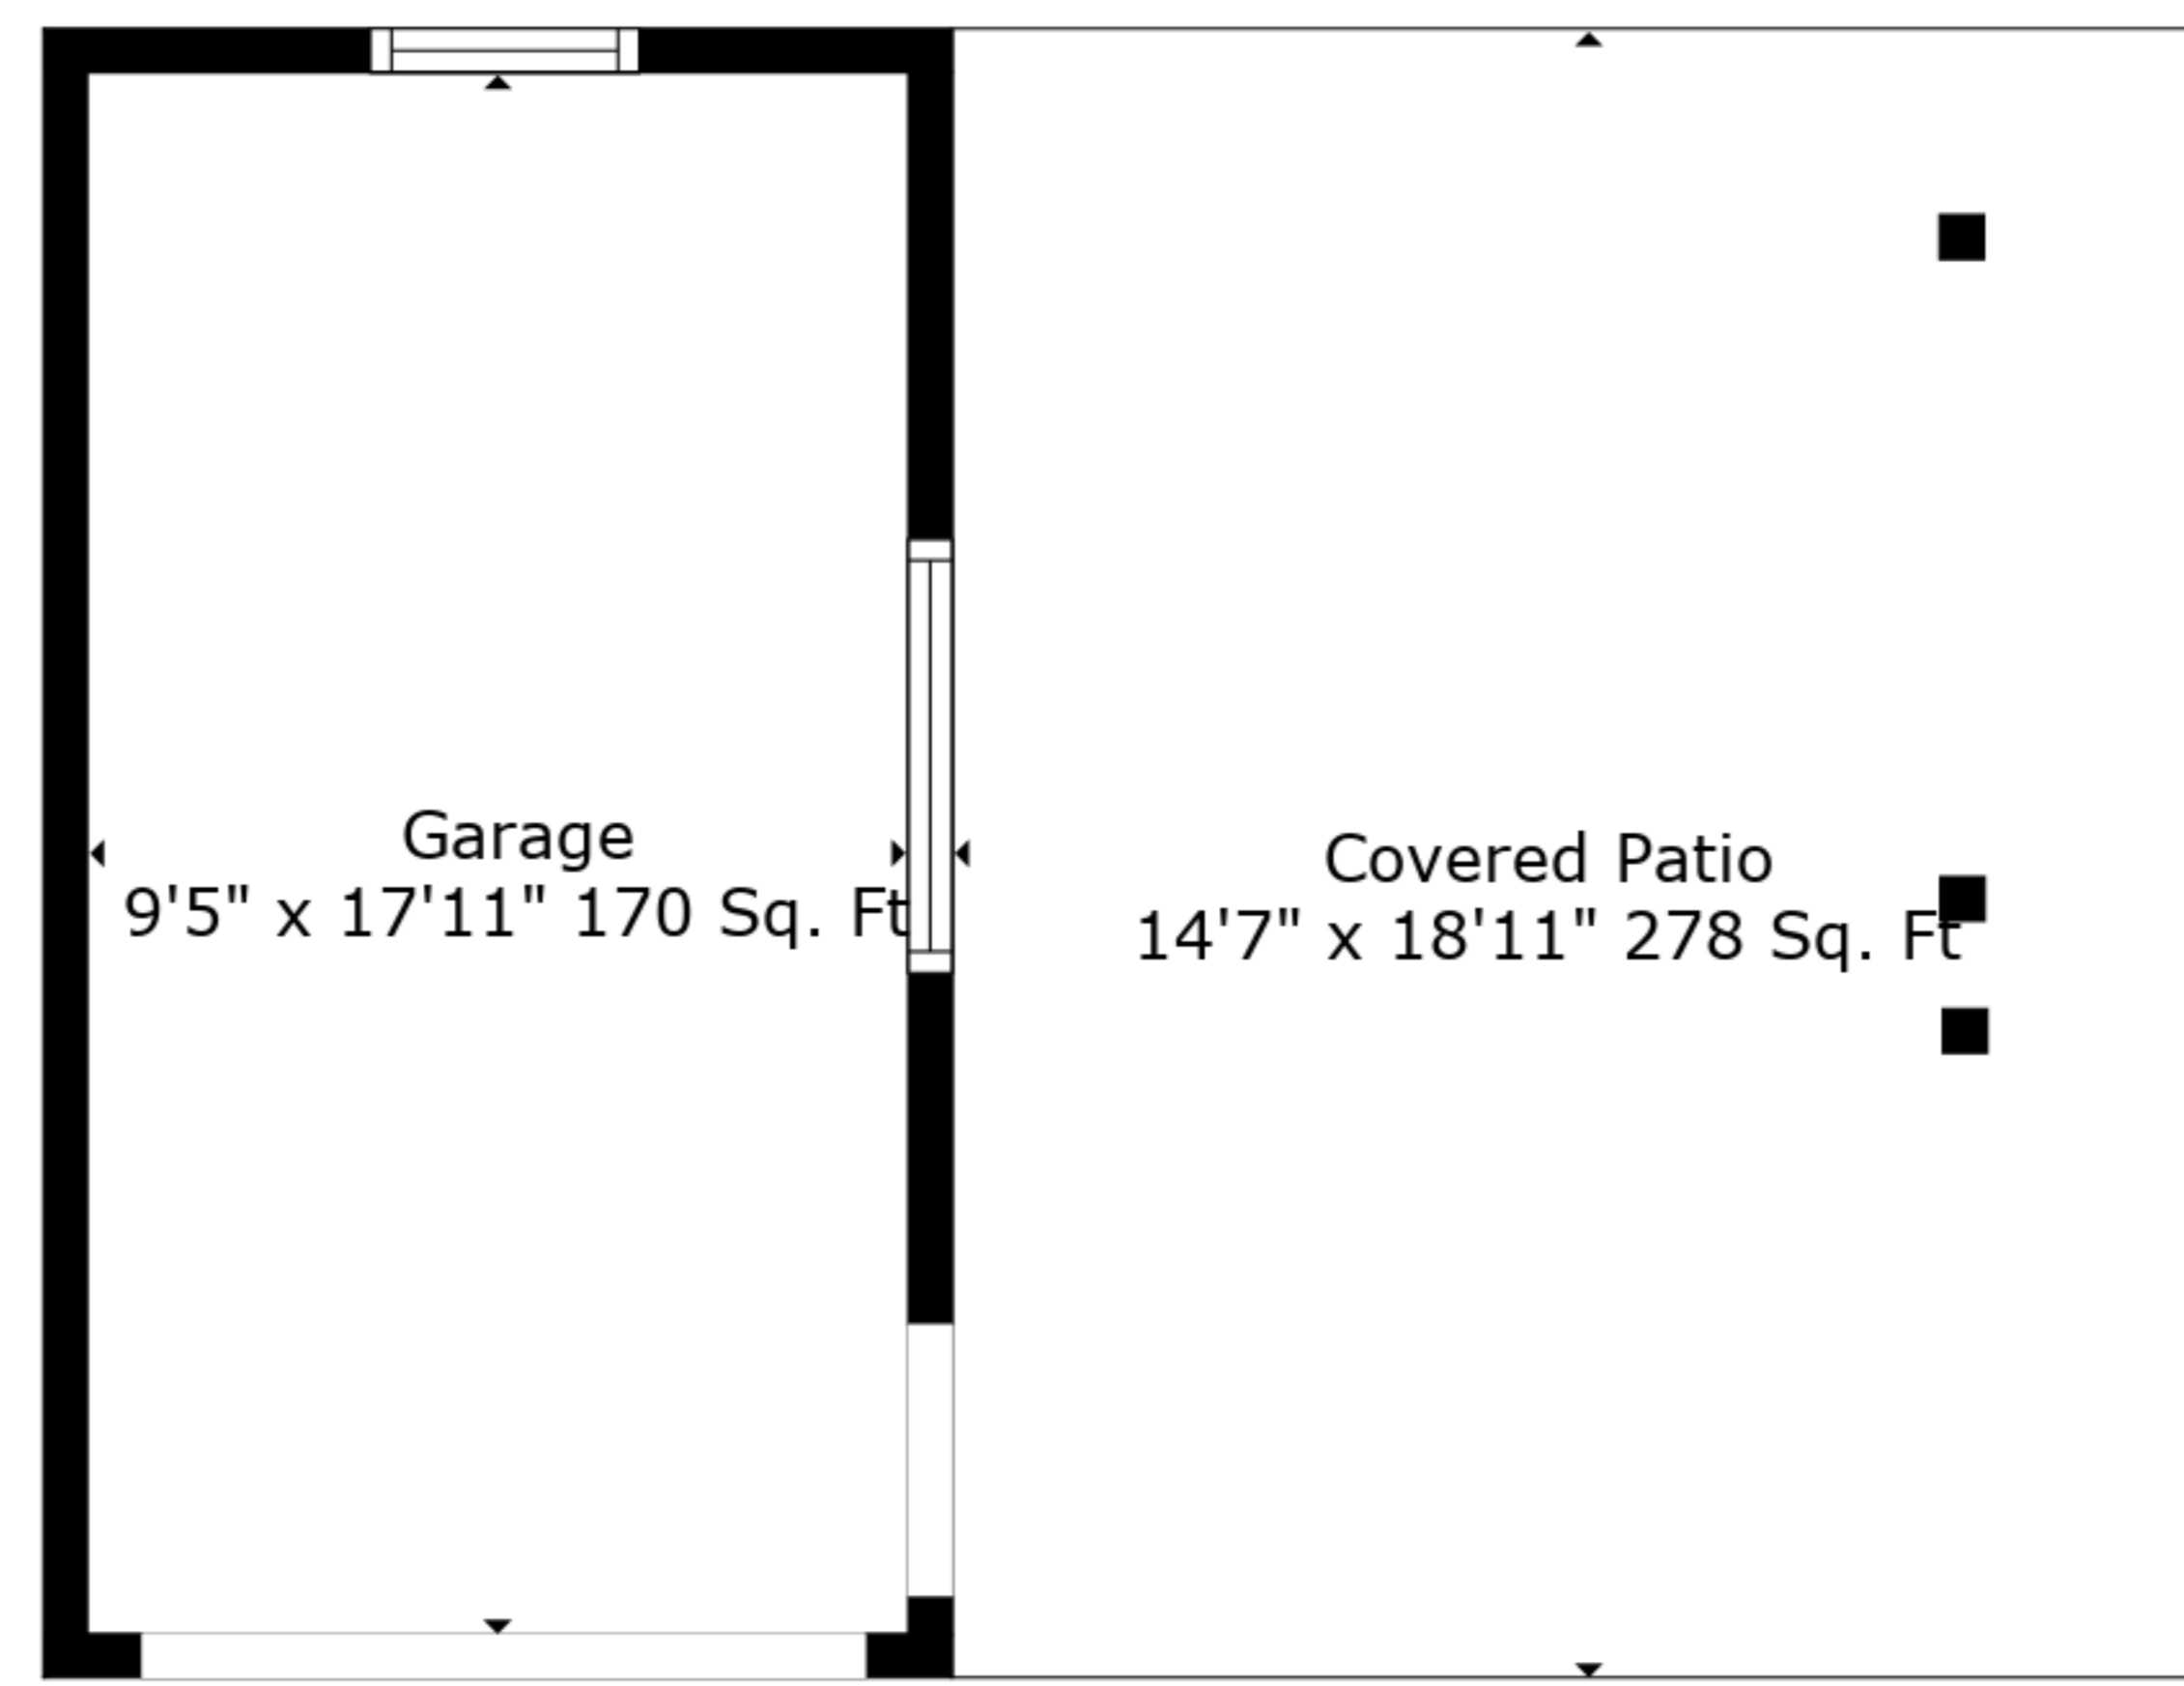 Garage
9'5" x 17'11" 170 Sq. Ft
Covered Patio
14'7" x 18'11" 278 Sq. Ft